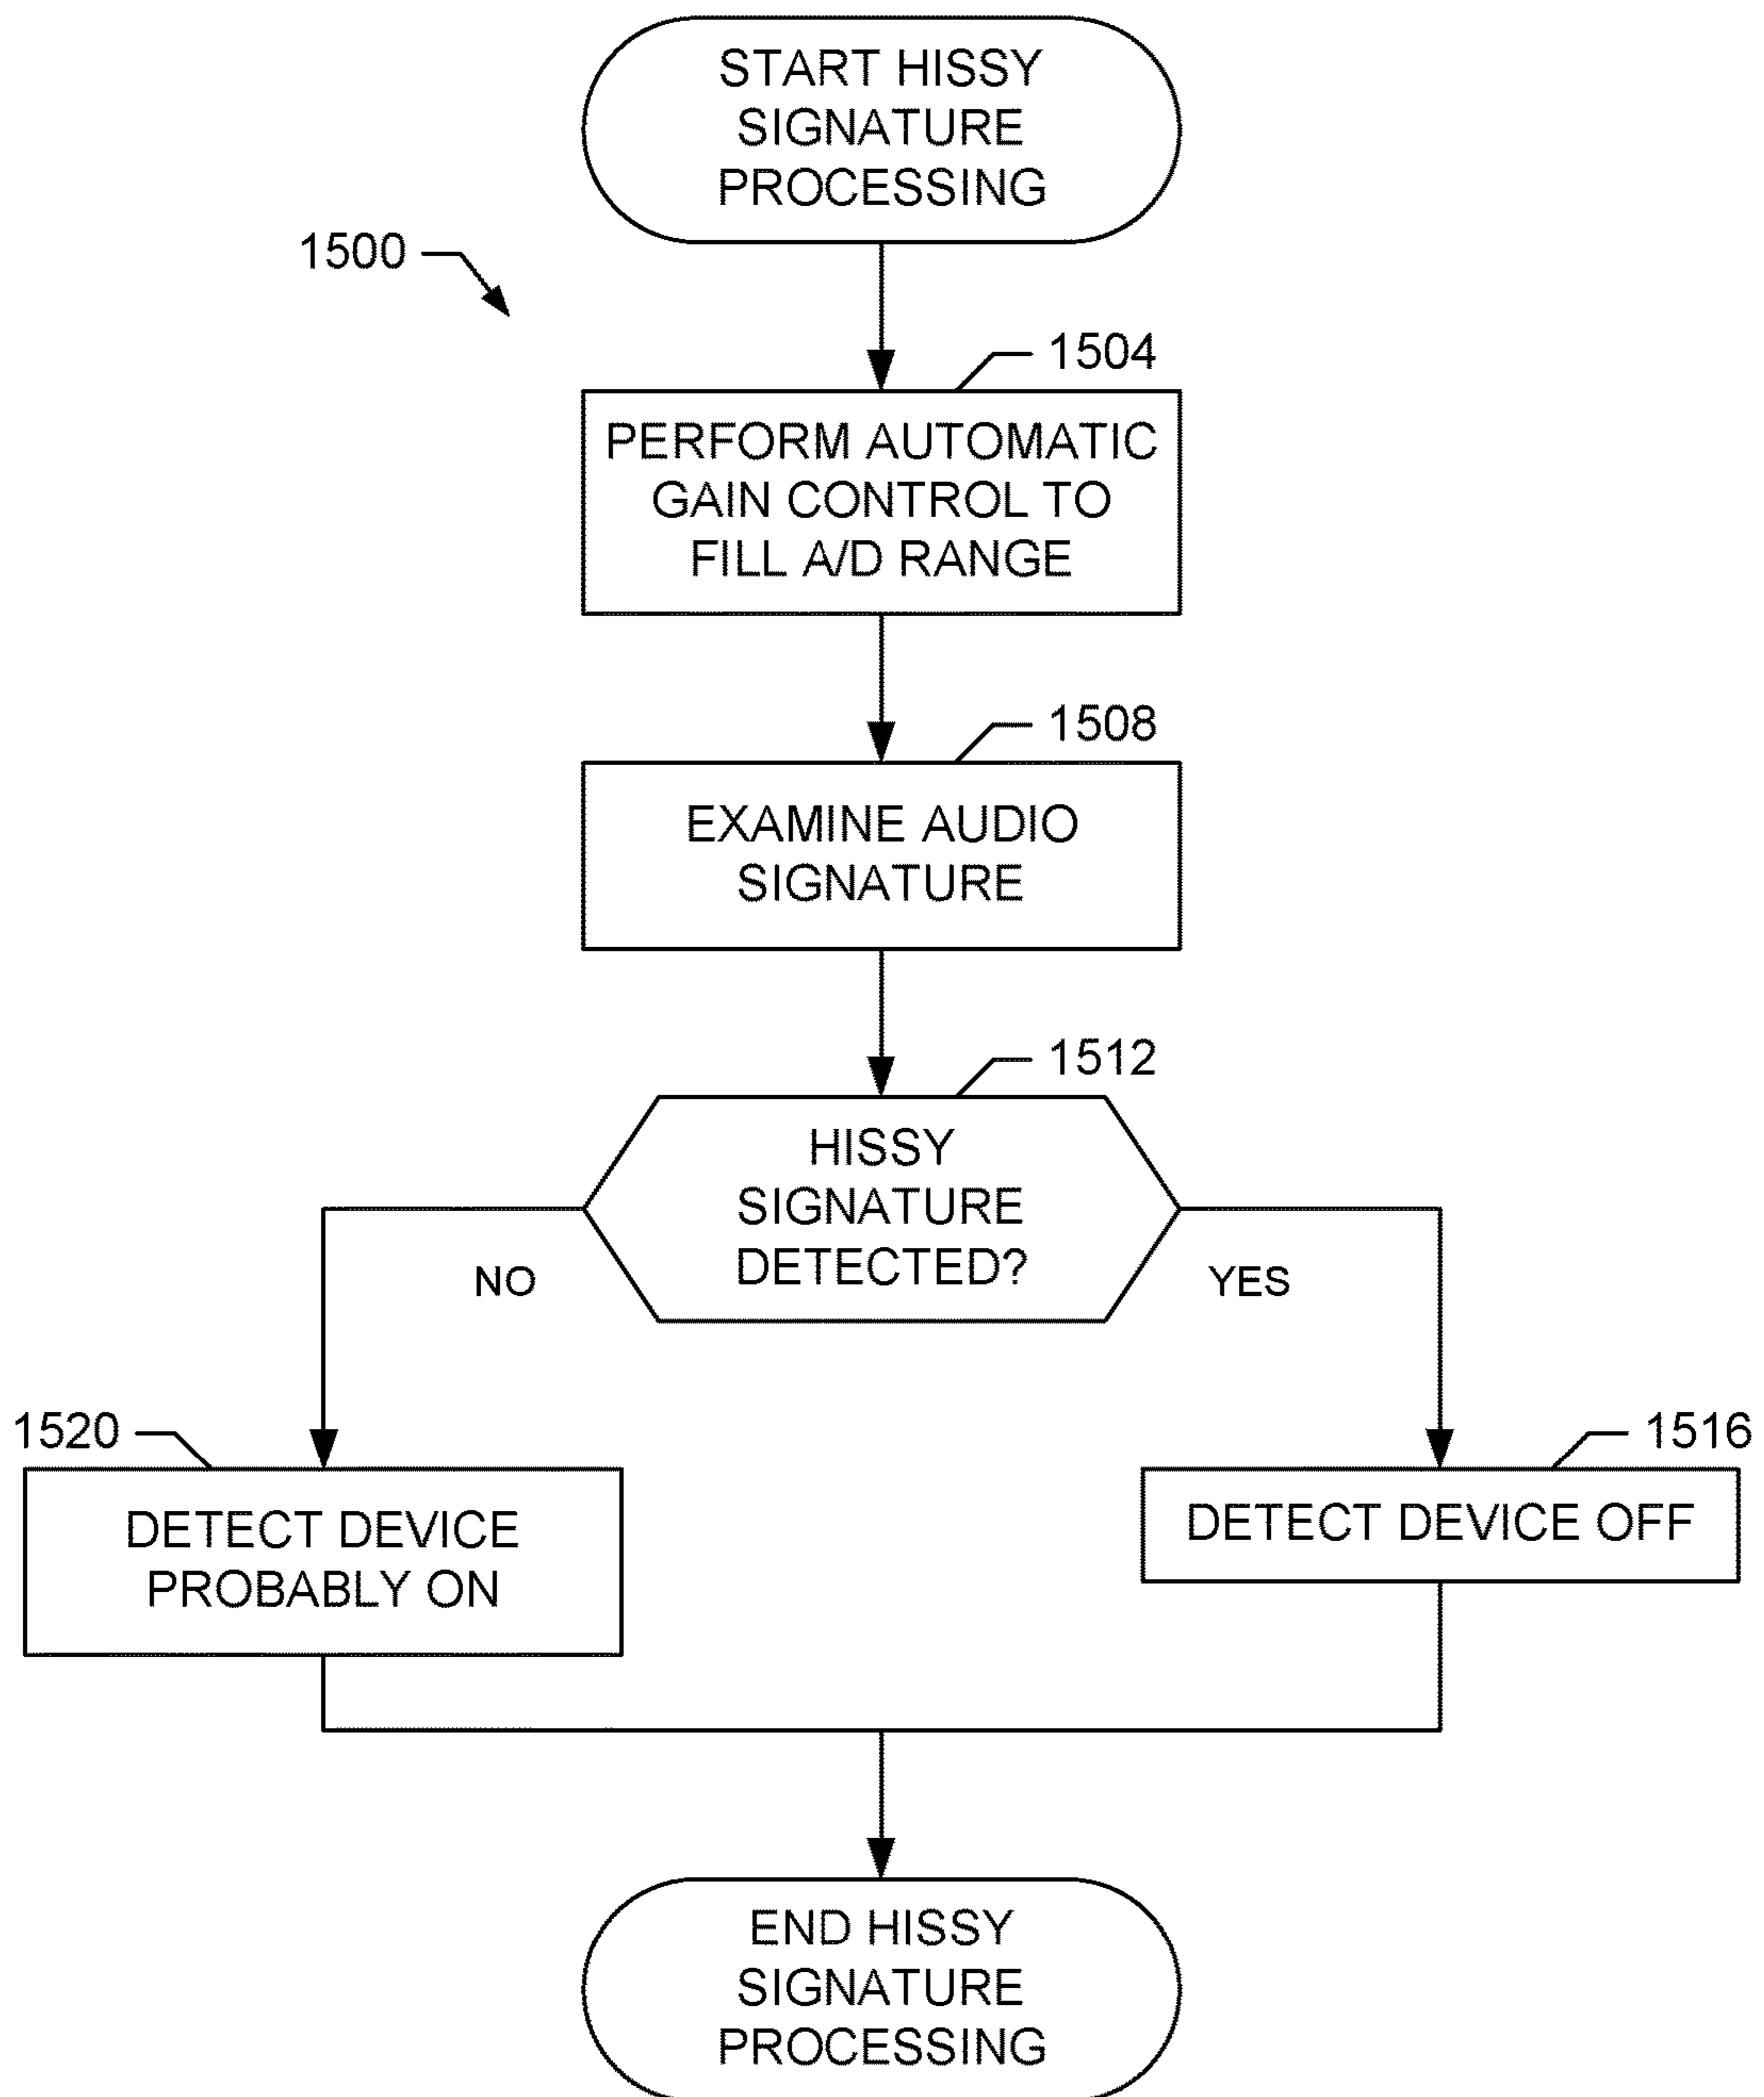 START HISSY
SIGNATURE
PROCESSING
1500
1504
PERFORM AUTOMATIC
GAIN CONTROL TO
FILL A/D RANGE
1508
EXAMINE AUDIO
SIGNATURE
1512
HISSY
SIGNATURE
DETECTED?
NO
YES
1520
1516
DETECT DEVICE
PROBABLY ON
DETECT DEVICE OFF
END HISSY
SIGNATURE
PROCESSING